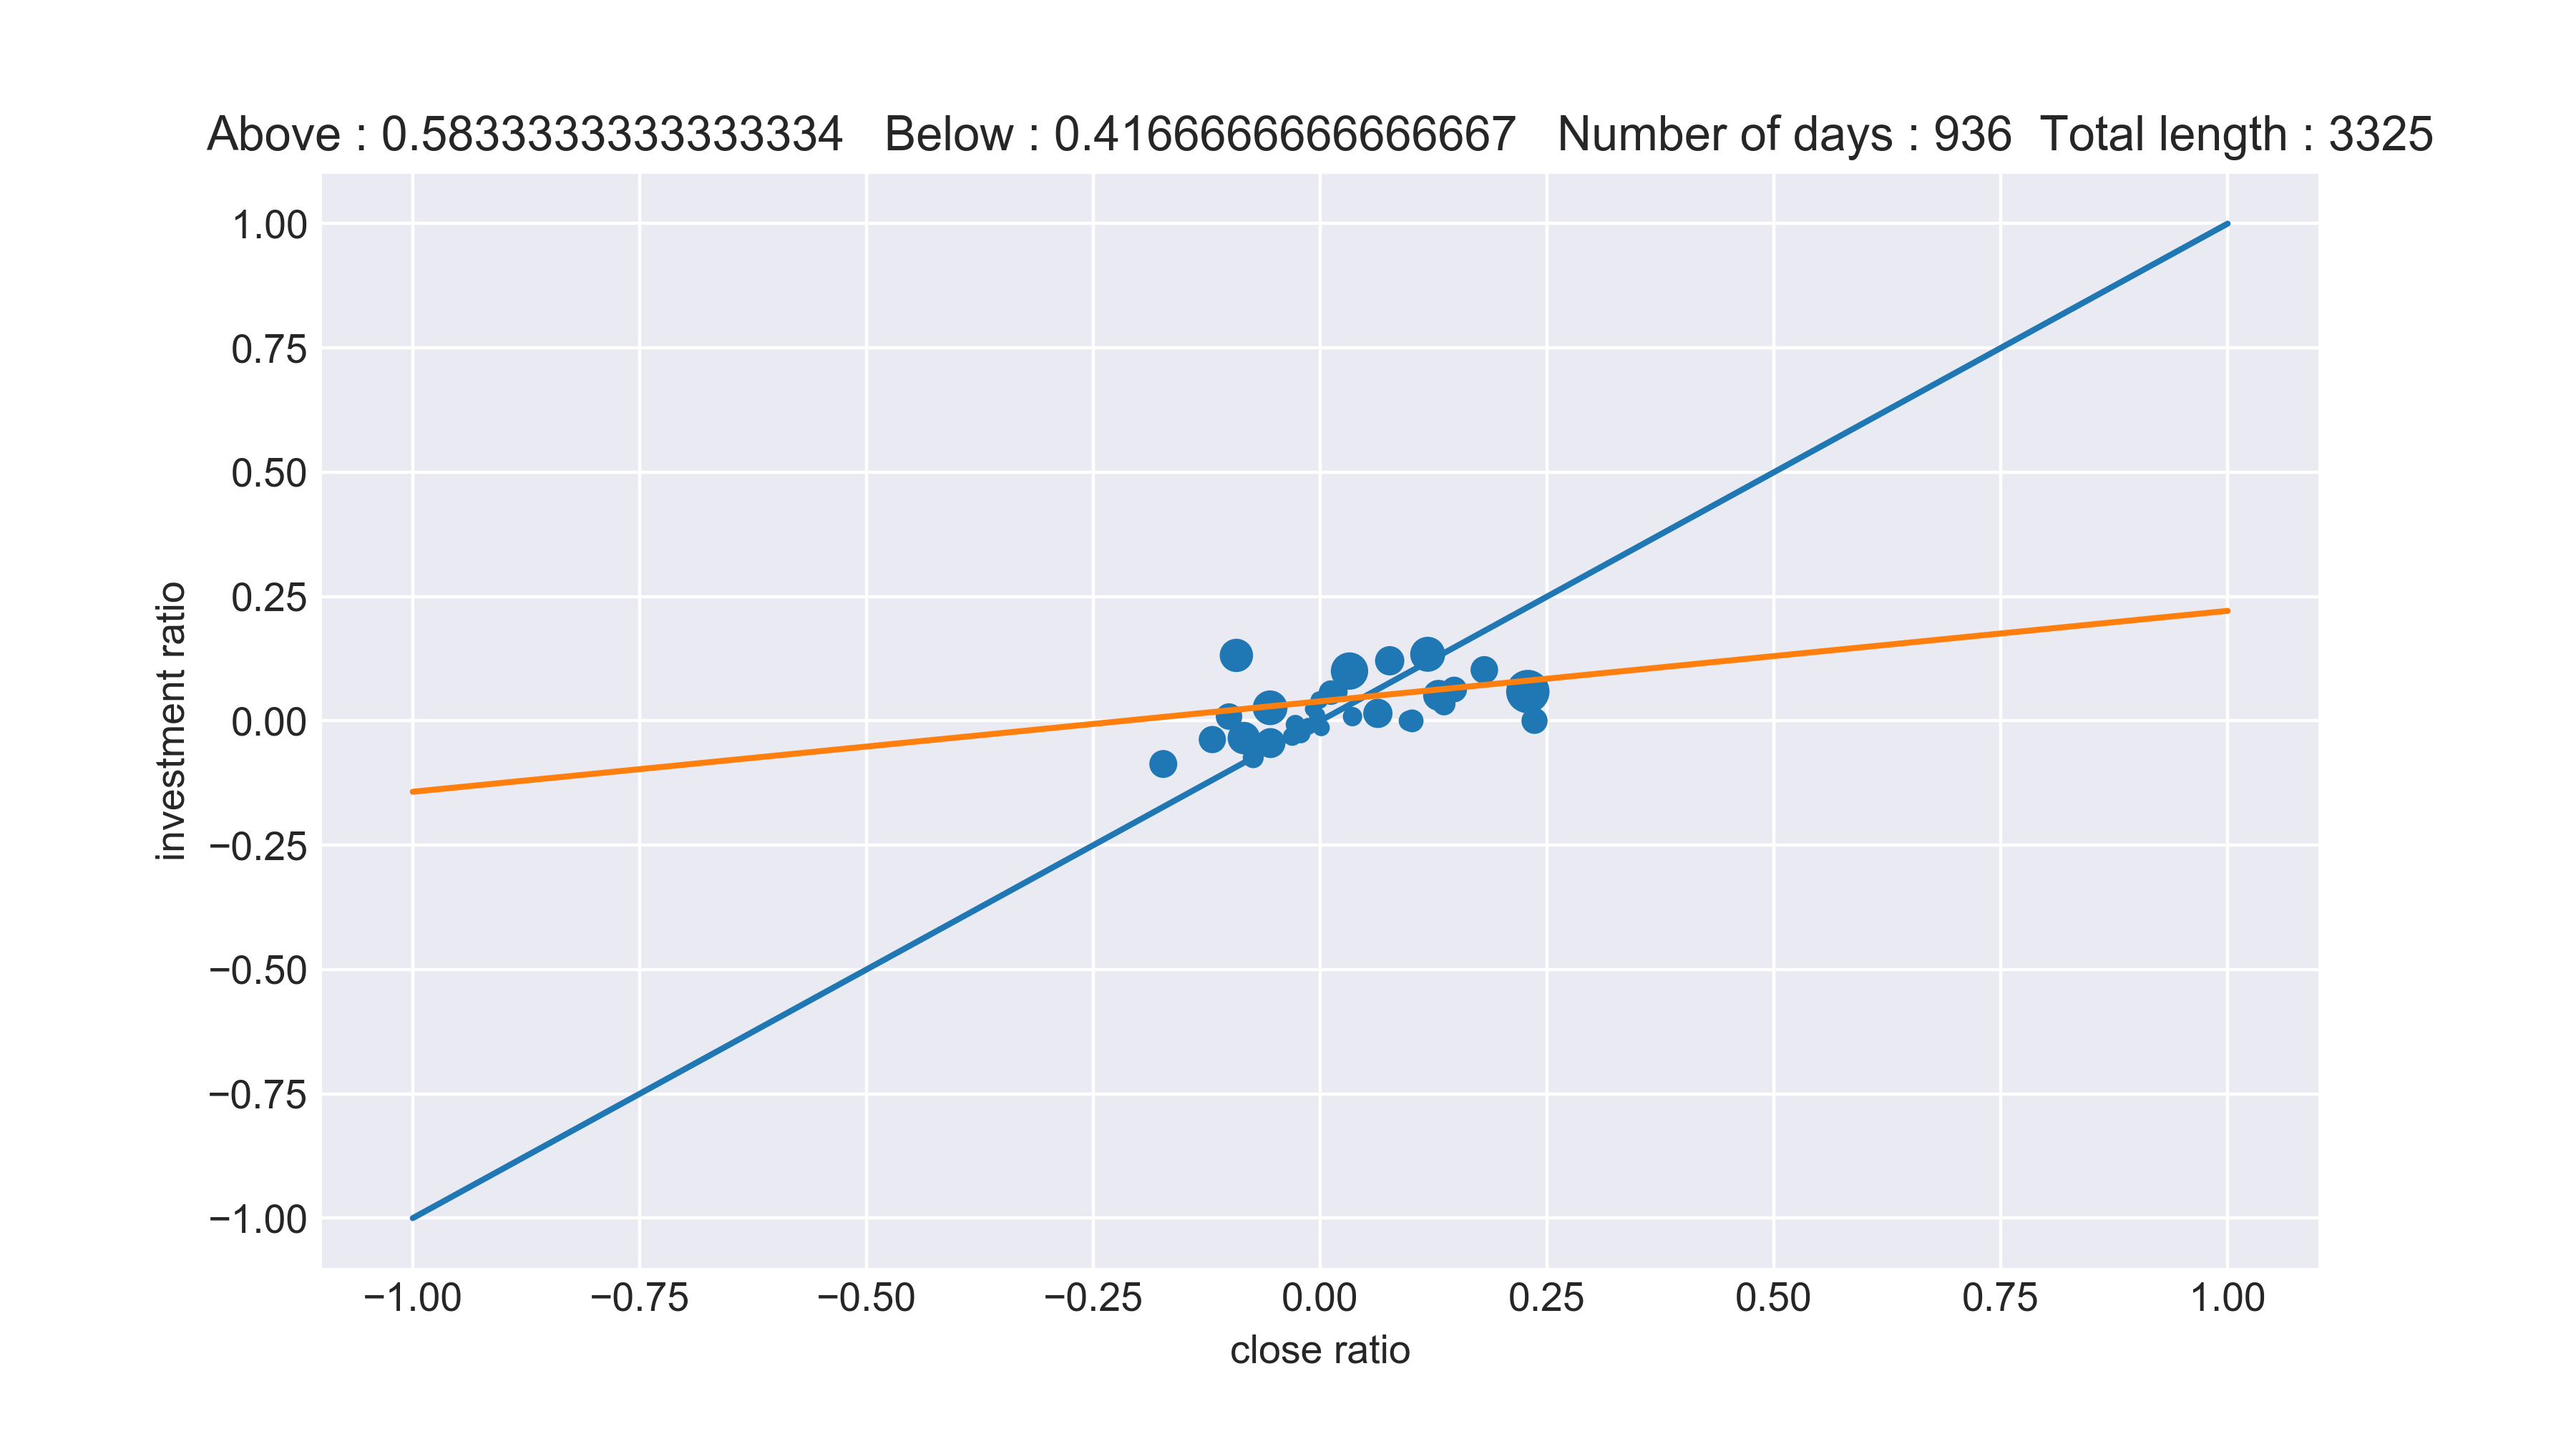 Above : 0.5833333333333334   Below : 0.4166666666666667   Number of days : 936  Total length : 3325
1.00
0.75
0.50
0.25
0.00
−0.25
−0.50
−0.75
−1.00
investment ratio
−1.00 −0.75 −0.50 −0.25 0.00 0.25 0.50 0.75 1.00
close ratio